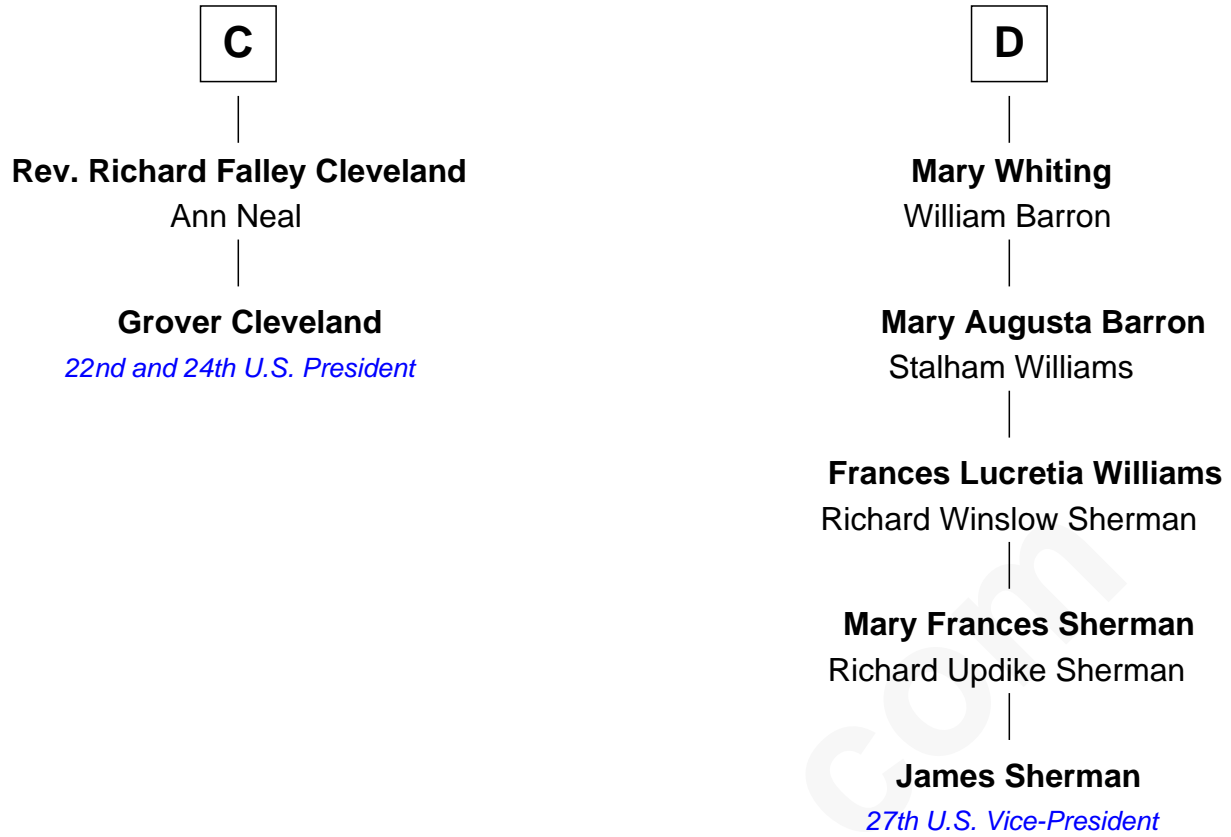 C
Rev. Richard Falley Cleveland
Ann Neal
Grover Cleveland
22nd and 24th U.S. President
D
Mary Whiting
William Barron
Mary Augusta Barron
Stalham Williams
Frances Lucretia Williams
Richard Winslow Sherman
Mary Frances Sherman
Richard Updike Sherman
James Sherman
27th U.S. Vice-President
com